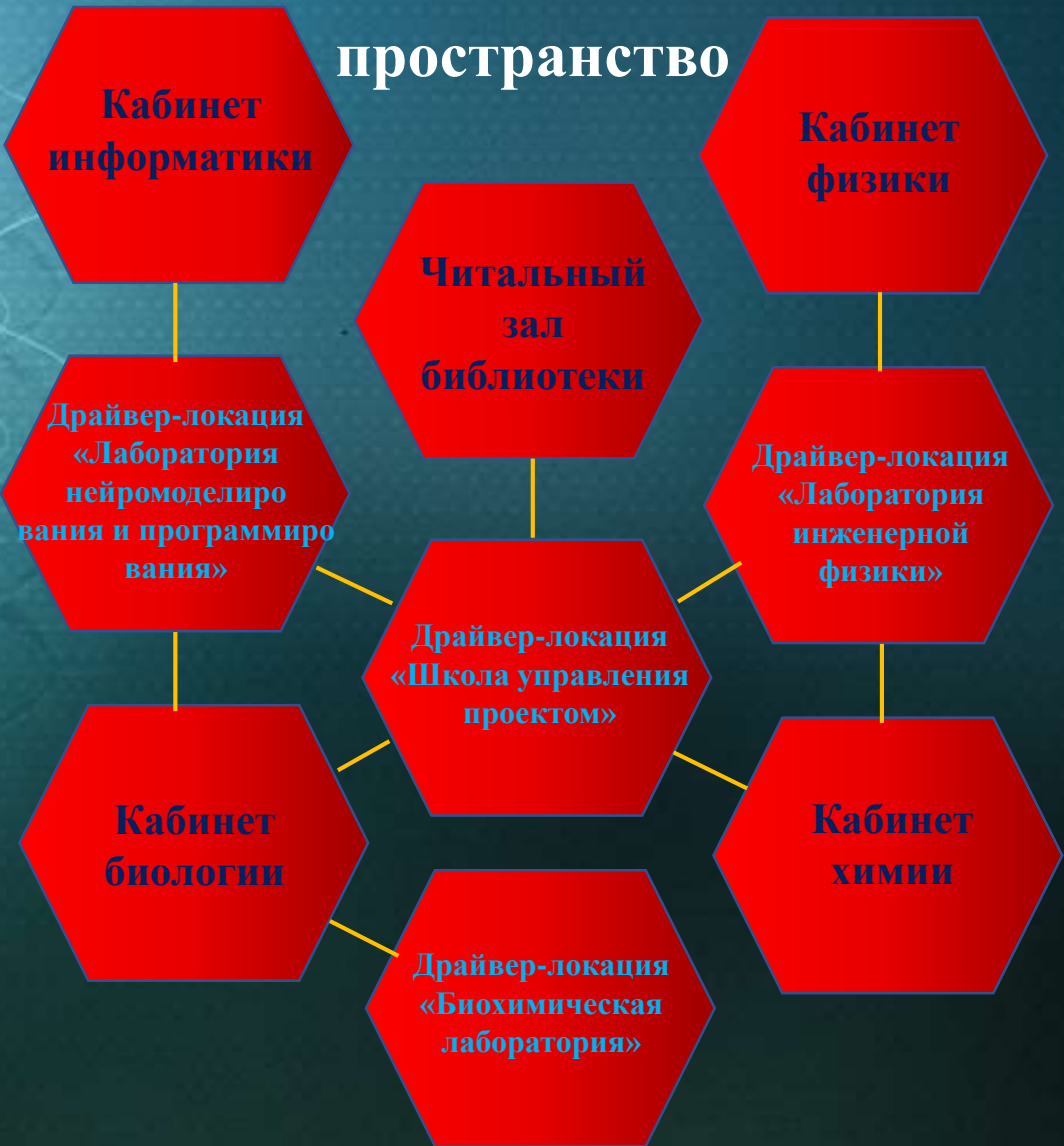 пространство
Кабинет
информатики
Кабинет
физики
Читальный
зал
библиотеки
Драйвер-локация
«Лаборатория
нейромоделиро
вания и программиро
вания»
Драйвер-локация
«Лаборатория
инженерной
физики»
Драйвер-локация
«Школа управления
проектом»
Кабинет
биологии
Кабинет
химии
Драйвер-локация
«Биохимическая
лаборатория»